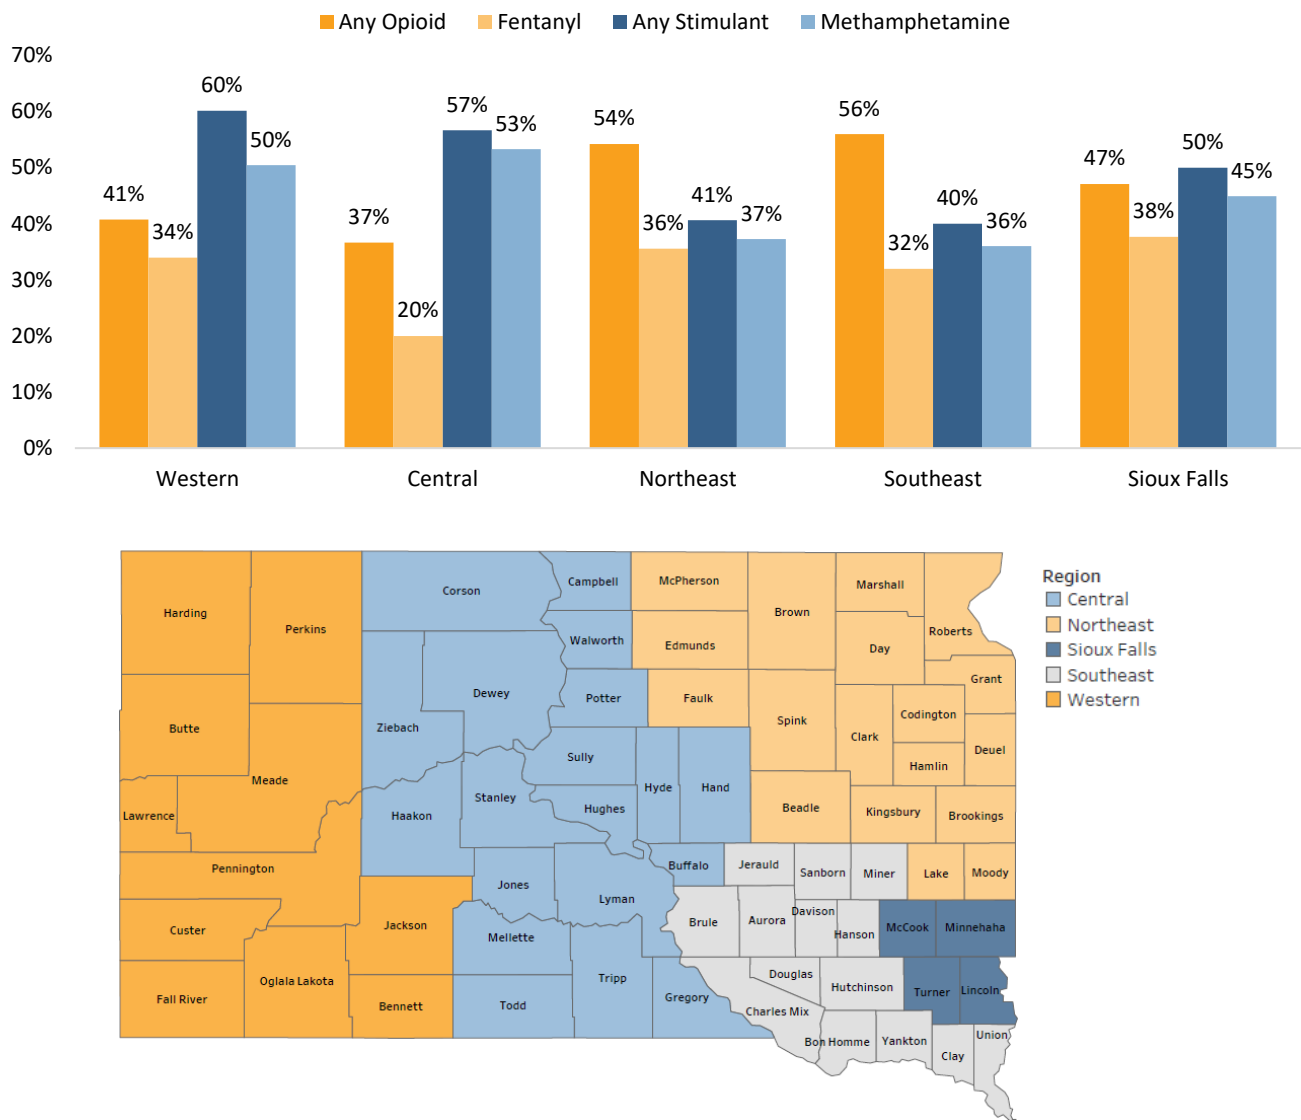 Any Opioid Fentanyl Any Stimulant Methamphetamine
70%
60%
50%
40%
30%
20%
10%
0%
41% 34% 60% 50%
37% 20% 57% 53%
54% 36% 41% 37%
56% 32% 40% 36%
47% 38% 50% 45%
Western Central Northeast Southeast Sioux Falls
Region
Central
Northeast
Sioux Falls
Southeast
Western
Harding
Perkins
Corson
Campbell
McPherson
Brown
Marshall
Roberts
Walworth
Edmunds
Day
Grant
Butte
Meade
Ziebach
Dewey
Potter
Faulk
Spink
Clark
Codington
Deuel
Hamlin
Sully
Hyde
Hand
Lawrence
Haakon
Stanley
Hughes
Beadle
Kingsbury
Brookings
Pennington
Jones
Lyman
Buffalo
Jerauld
Sanborn
Miner
Lake
Moody
Custer
Jackson
Mellette
Brule
Aurora
Davison
Hanson
McCook
Minnehaha
Fall River
Oglala Lakota
Bennett
Todd
Tripp
Gregory
Douglas
Charles Mix
Hutchinson
Turner
Lincoln
Bon Homme
Yankton
Clay
Union